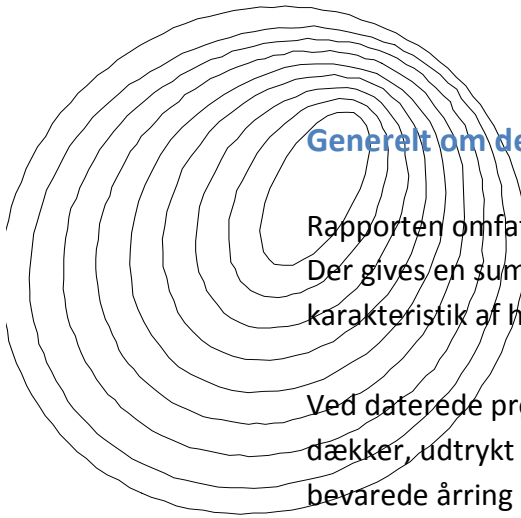 Generelt om de
Rapporten omfat
Der gives en sum
karakteristik af h
Ved daterede pr
dækker, udtrykt
bevarede årring